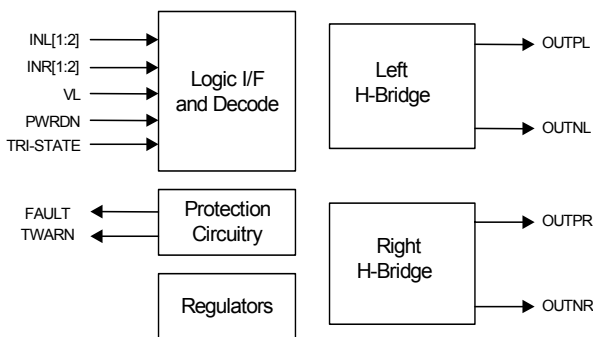 INL[1:2]
INR[1:2]
VL
PWRDN
TRI-STATE
Logic I/F
and Decode
Left
H-Bridge
OUTPL
OUTNL
FAULT
TWARN
Protection
Circuitry
Right
H-Bridge
OUTPR
OUTNR
Regulators